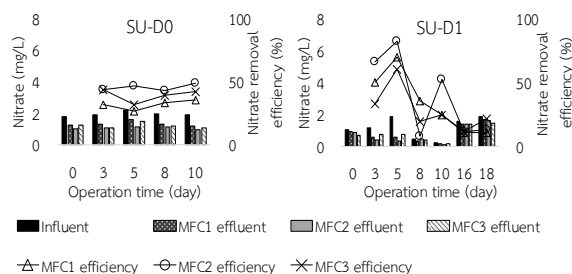 SU-D0
Nitrate (mg/L)
8
6
4
2
0
100
50
0
Nitrate removal
efficiency (%)
0 3 5 8 10
Operation time (day)
SU-D1
Nitrate (mg/L)
8
6
4
2
0
100
50
0
Nitrate removal
efficiency (%)
0 3 5 8 10 16 18
Operation time (day)
Influent MFC1 effluent MFC2 effluent MFC3 effluent
MFC1 efficiency MFC2 efficiency MFC3 efficiency